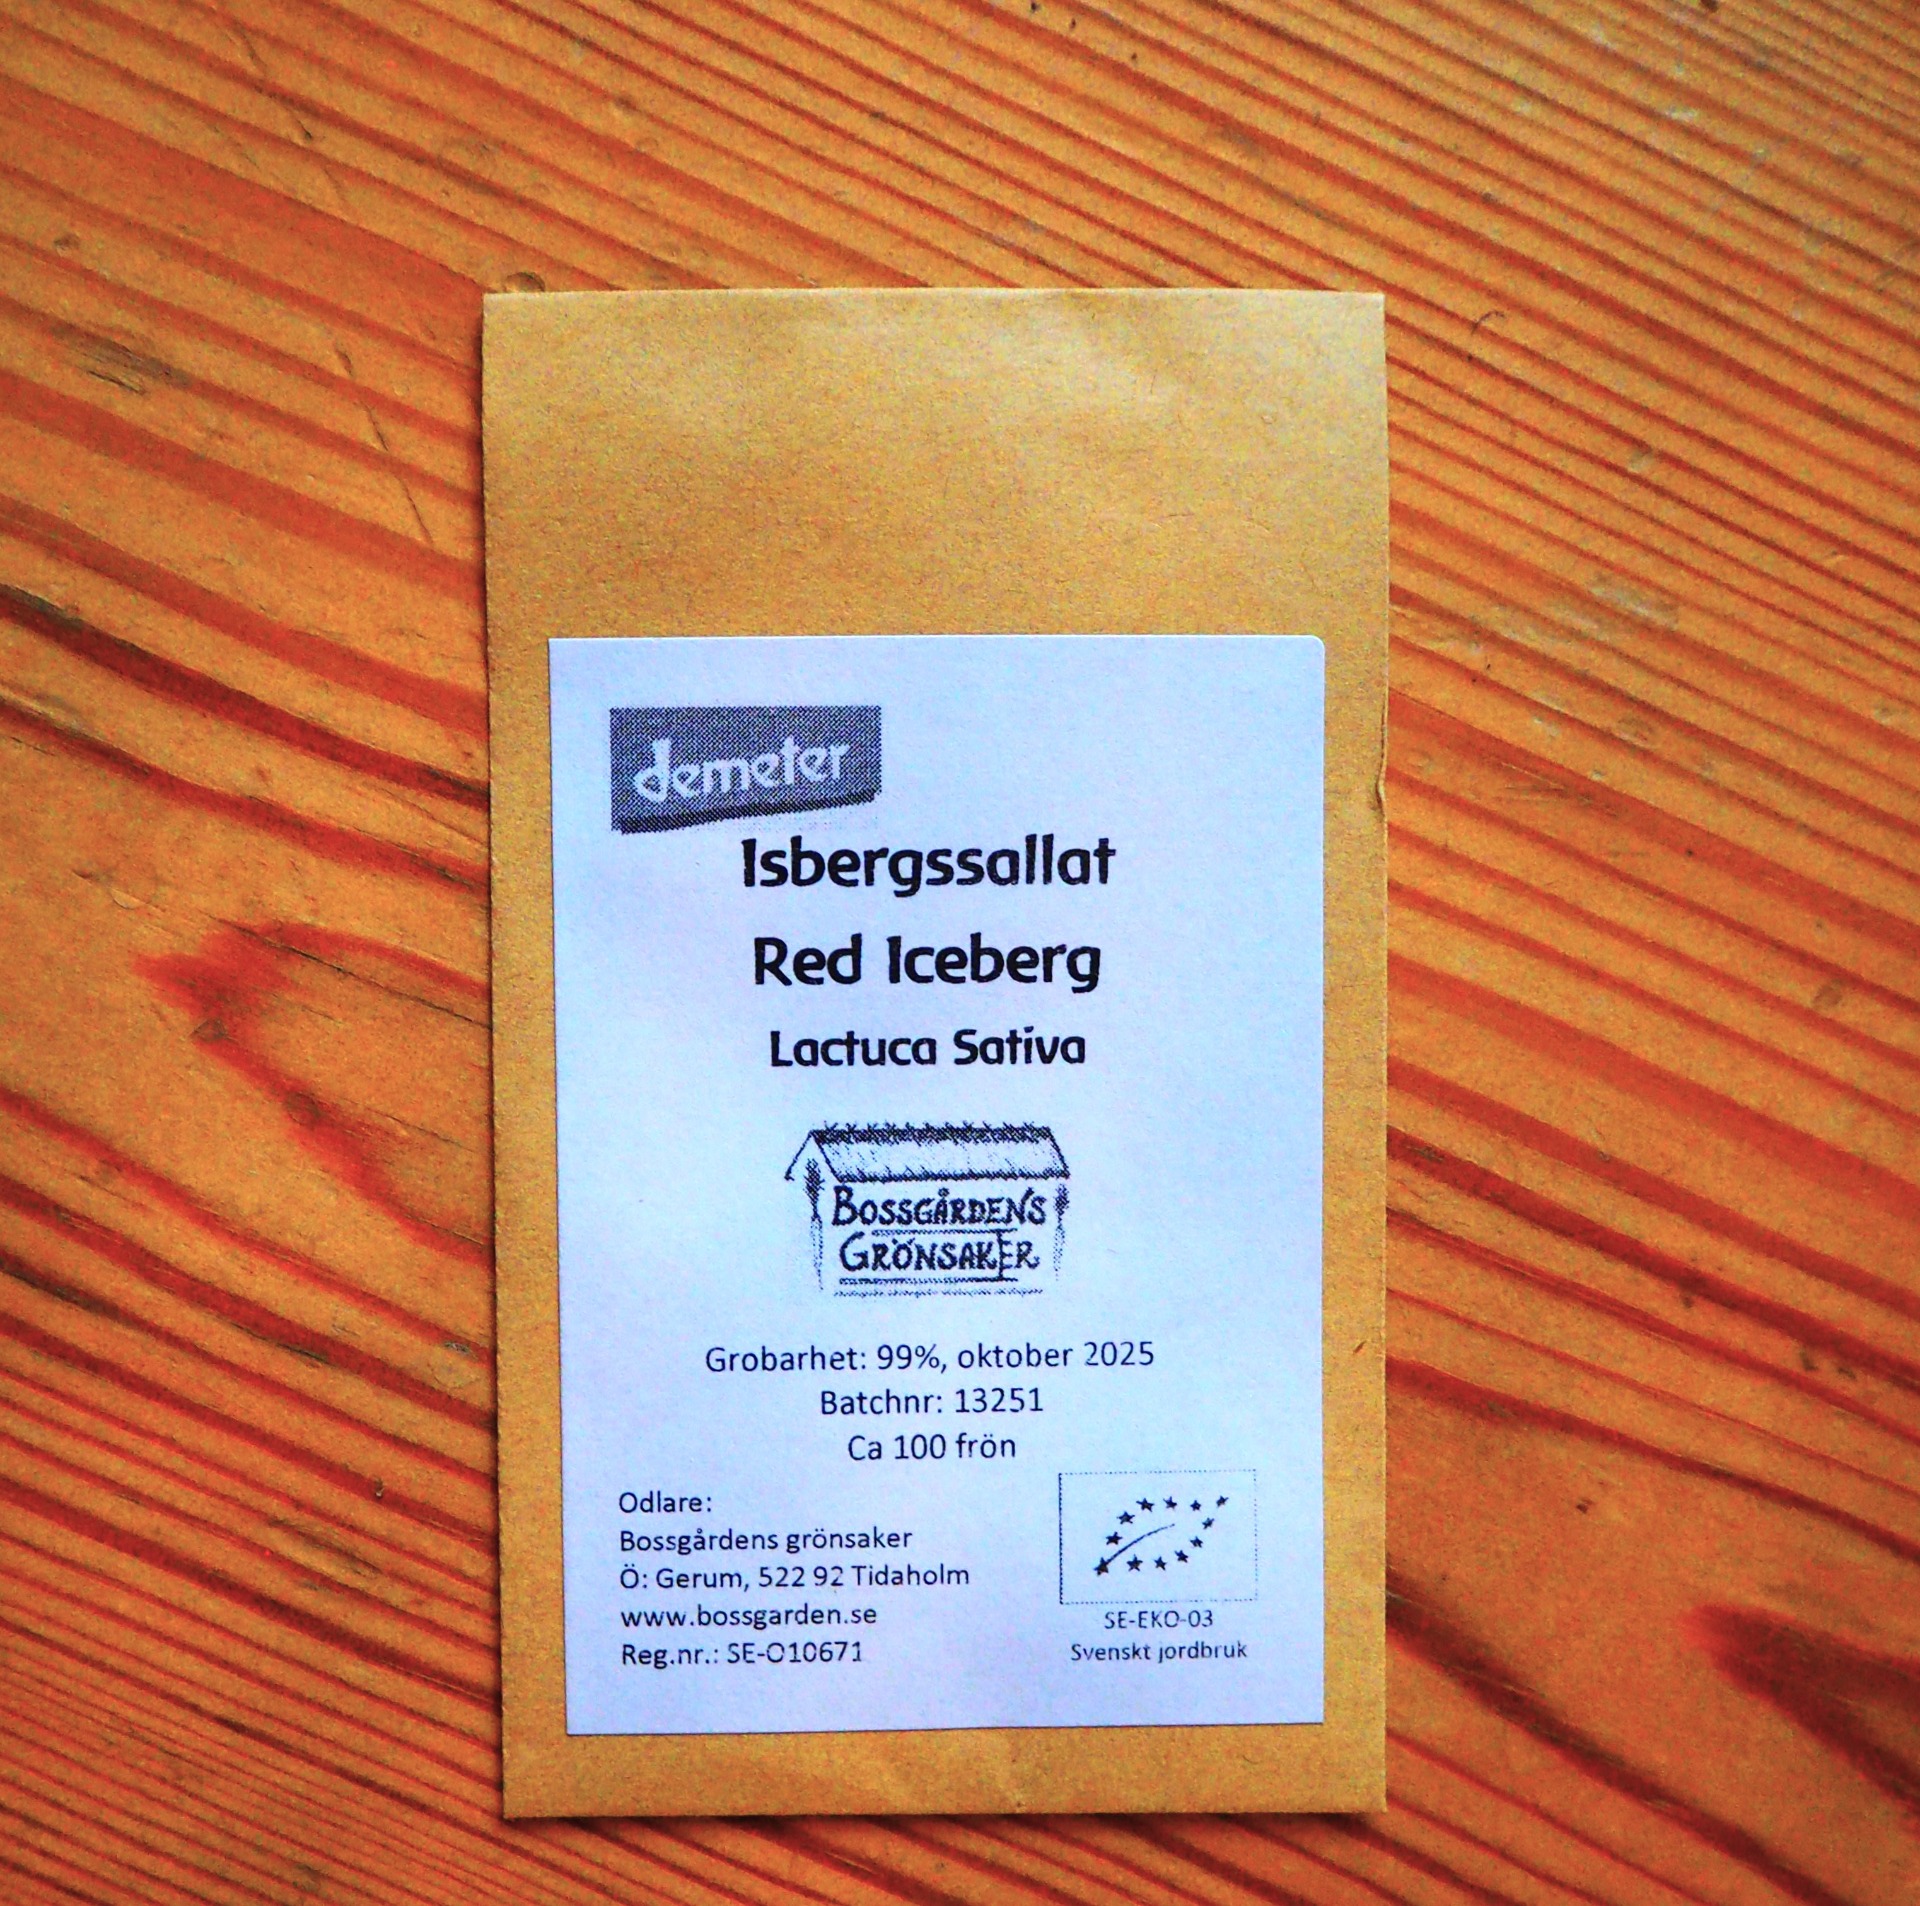 demeter
Isbergssallat
Red Iceberg
Lactuca Sativa
BOSSGÅRDENS
GRÖNSAKER
Grobarhet: 99%, oktober 2025
Batchnr: 13251
Ca 100 frön
Odlare:
Bossgårdens grönsaker
Ö: Gerum, 522 92 Tidaholm
www.bossgarden.se
Reg.nr.: SE-O10671
SE-EKO-03
Svenskt jordbruk